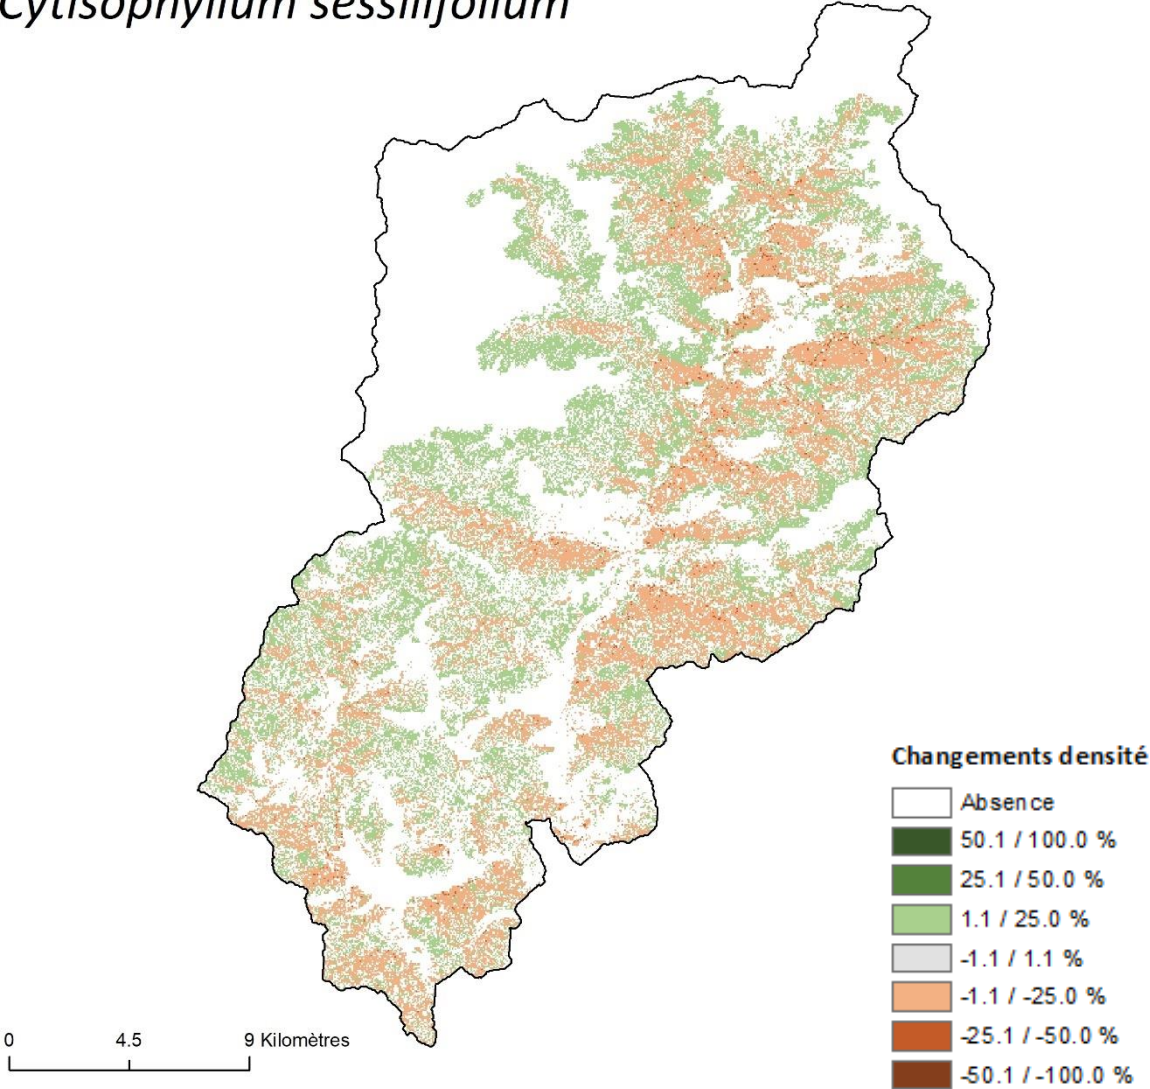 Cytisophyllum sessilifolium
Changements densité
Absence
50.1 / 100.0 %
25.1 / 50.0 %
1.1 / 25.0 %
-1.1 / 1.1 %
-1.1 / -25.0 %
-25.1 / -50.0 %
-50.1 / -100.0 %
0 4.5 9 Kilomètres